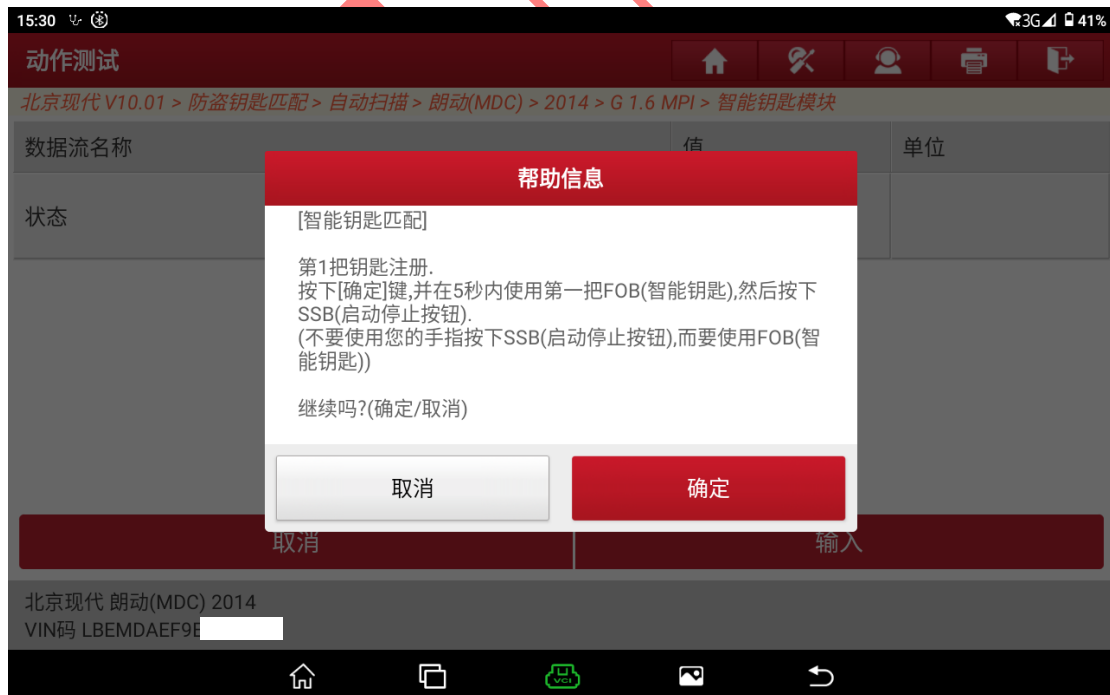 15:30
3G 41%
动作测试
北京现代 V10.01 > 防盗钥匙匹配 > 自动扫描 > 朗动(MDC) > 2014 > G 1.6 MPI > 智能钥匙模块
数据流名称 值 单位
状态
帮助信息
[智能钥匙匹配]
第1把钥匙注册.
按下[确定]键,并在5秒内使用第一把FOB(智能钥匙),然后按下
SSB(启动停止按钮).
(不要使用您的手指按下SSB(启动停止按钮),而要使用FOB(智
能钥匙))
继续吗?(确定/取消)
取消 确定
取消 输入
北京现代 朗动(MDC) 2014
VIN码 LBEMDAEF9E
VCI